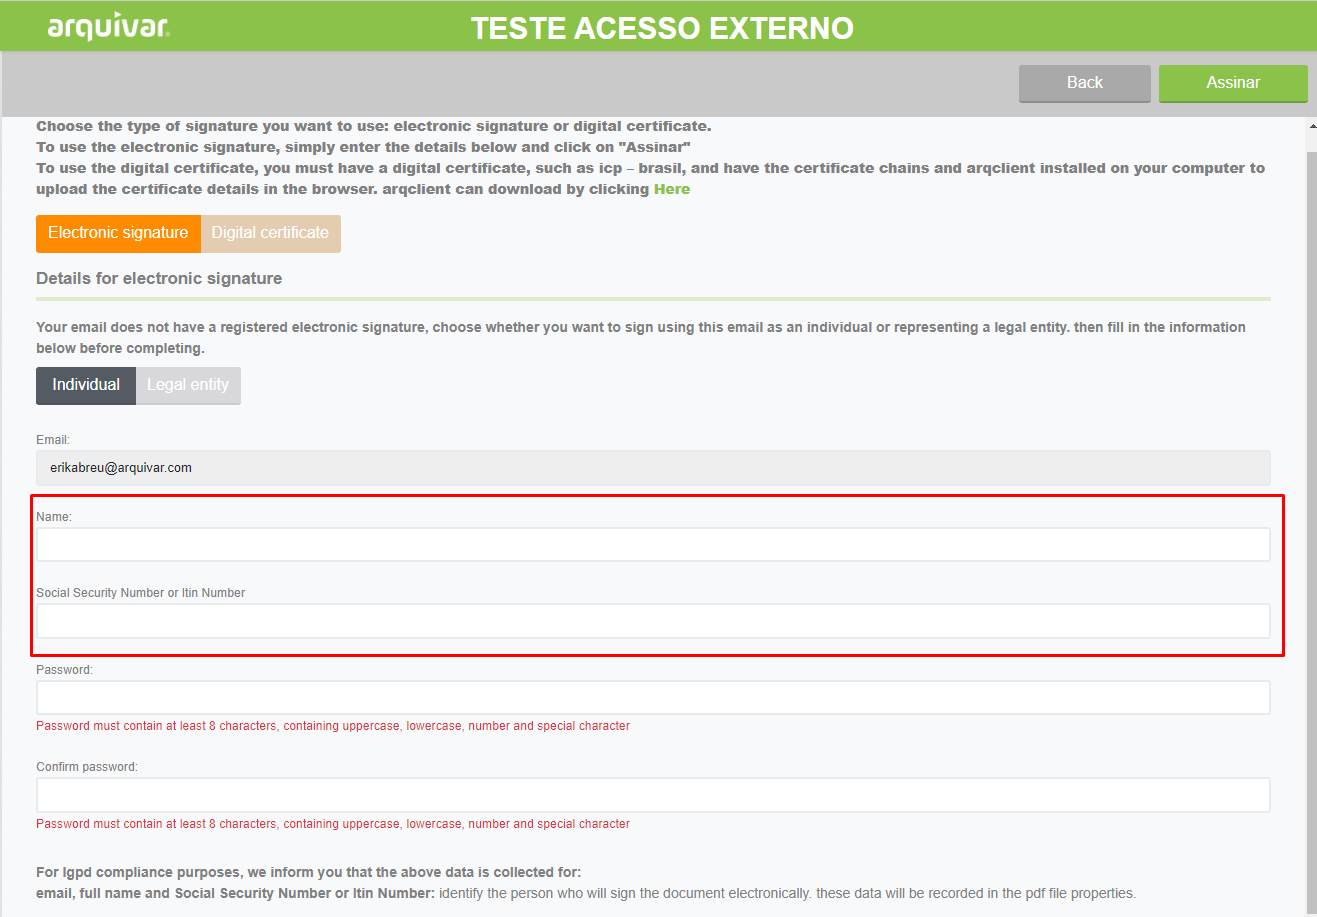 arquivar
TESTE ACESSO EXTERNO
Back
Assinar
Choose the type of signature you want to use: electronic signature or digital certificate.
To use the electronic signature, simply enter the details below and click on "Assinar"
To use the digital certificate, you must have a digital certificate, such as icp – brasil, and have the certificate chains and arqclient installed on your computer to
upload the certificate details in the browser. arqclient can download by clicking Here
Electronic signature
Digital certificate
Details for electronic signature
Your email does not have a registered electronic signature, choose whether you want to sign using this email as an individual or representing a legal entity. then fill in the information
below before completing.
Individual
Legal entity
Email:
erikabreu@arquivar.com
Name:
Social Security Number or Itin Number
Password:
Password must contain at least 8 characters, containing uppercase, lowercase, number and special character
Confirm password:
Password must contain at least 8 characters, containing uppercase, lowercase, number and special character
For lgpd compliance purposes, we inform you that the above data is collected for:
email, full name and Social Security Number or Itin Number: identify the person who will sign the document electronically. these data will be recorded in the pdf file properties.